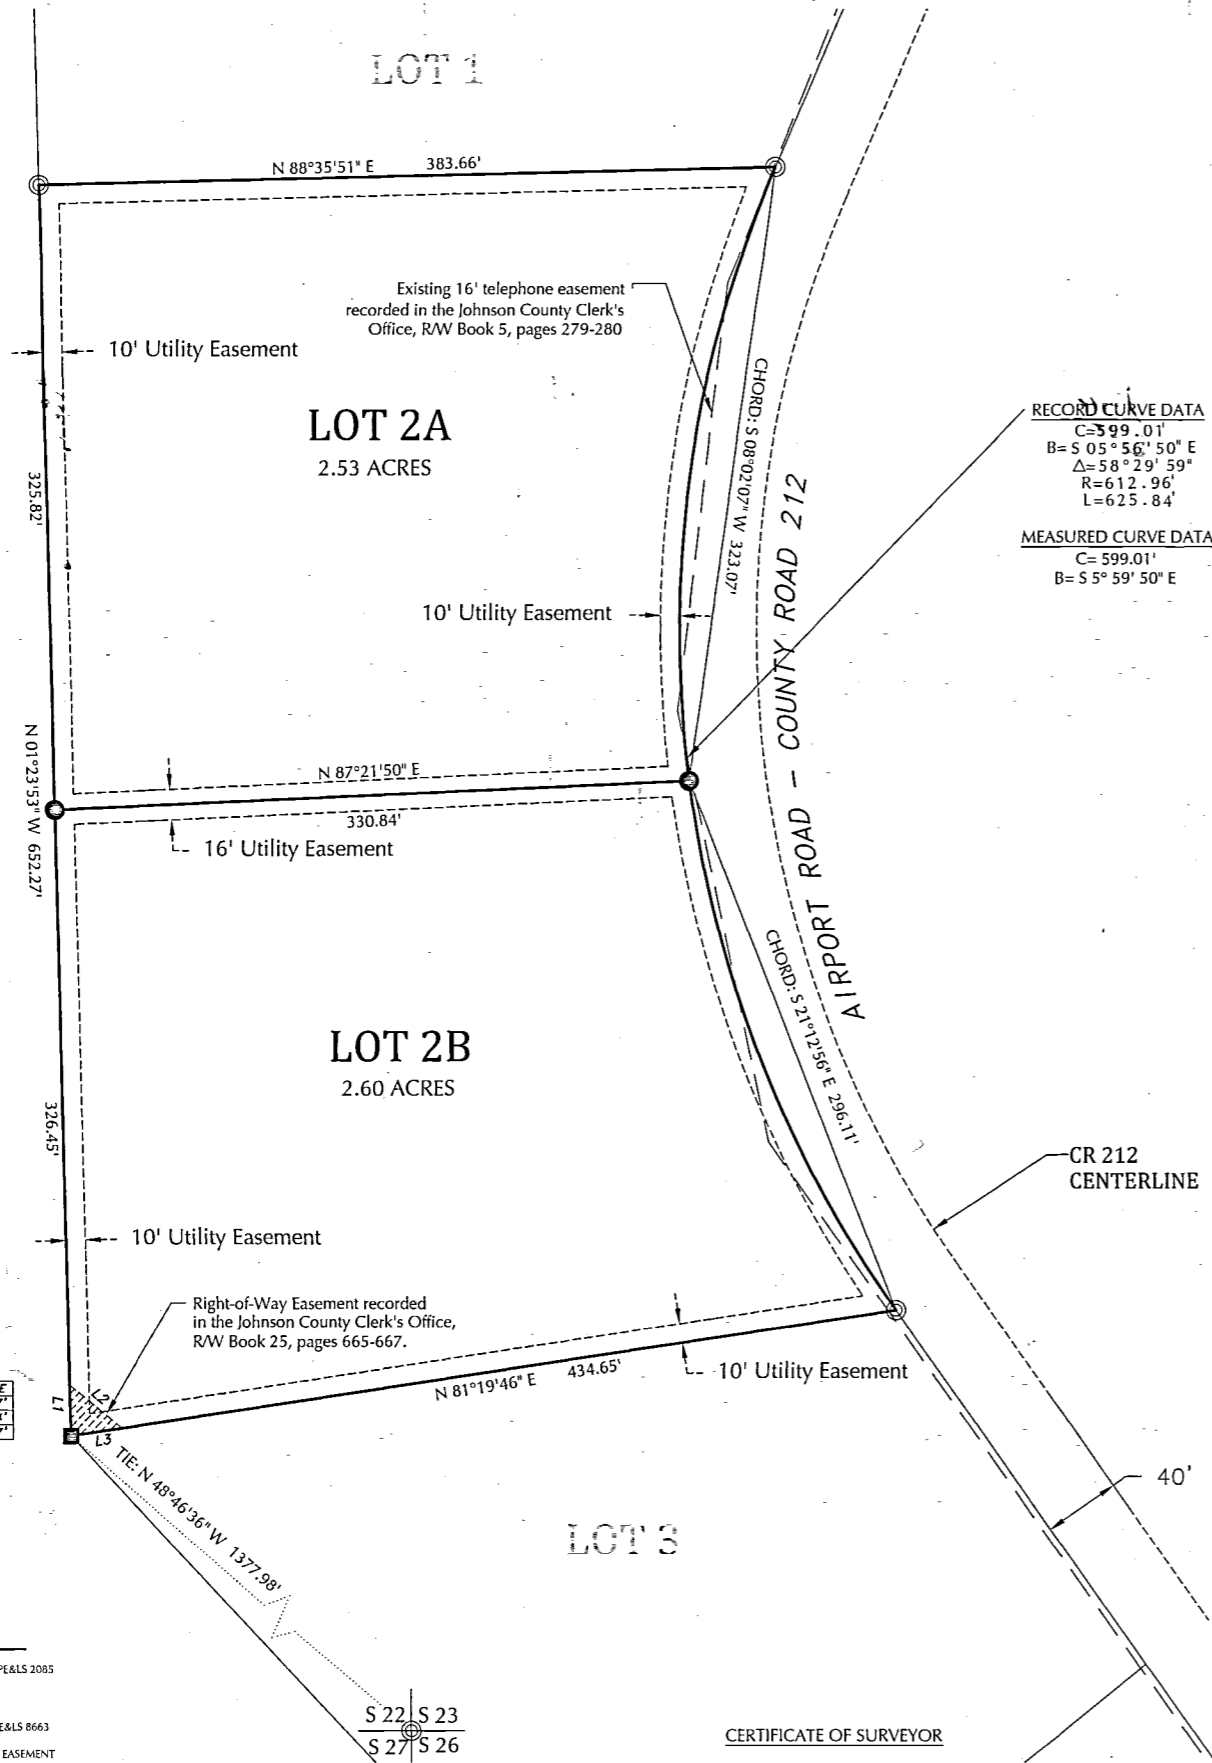 LOT 1
N 88°35'51" E 383.66'
Existing 16' telephone easement
recorded in the Johnson County Clerk's
Office, R/W Book 5, pages 279-280
10' Utility Easement
LOT 2A
2.53 ACRES
325.82'
CHORD: S 08°02'07" W 323.07'
RECORD CURVE DATA
C=599.01'
B= S 05°56'50" E
Δ=58°29'59"
R=612.96'
L=625.84'
MEASURED CURVE DATA
C= 599.01'
B= S 5° 59' 50" E
10' Utility Easement
AIRPORT ROAD - COUNTY ROAD 212
N 01°23'53" W 652.27'
N 87°21'50" E
330.84'
16' Utility Easement
LOT 2B
2.60 ACRES
CHORD: S 21°12'56" E 296.11'
326.45'
CR 212
CENTERLINE
10' Utility Easement
Right-of-Way Easement recorded
in the Johnson County Clerk's Office,
R/W Book 25, pages 665-667.
N 81°19'46" E 434.65'
10' Utility Easement
L1
L2
L3
TIE: N 48°46'36" W 1377.98'
40'
LOT 3
PE&LS 2085
E&LS 8663
EASEMENT
S 22 S 23
S 27 S 26
CERTIFICATE OF SURVEYOR